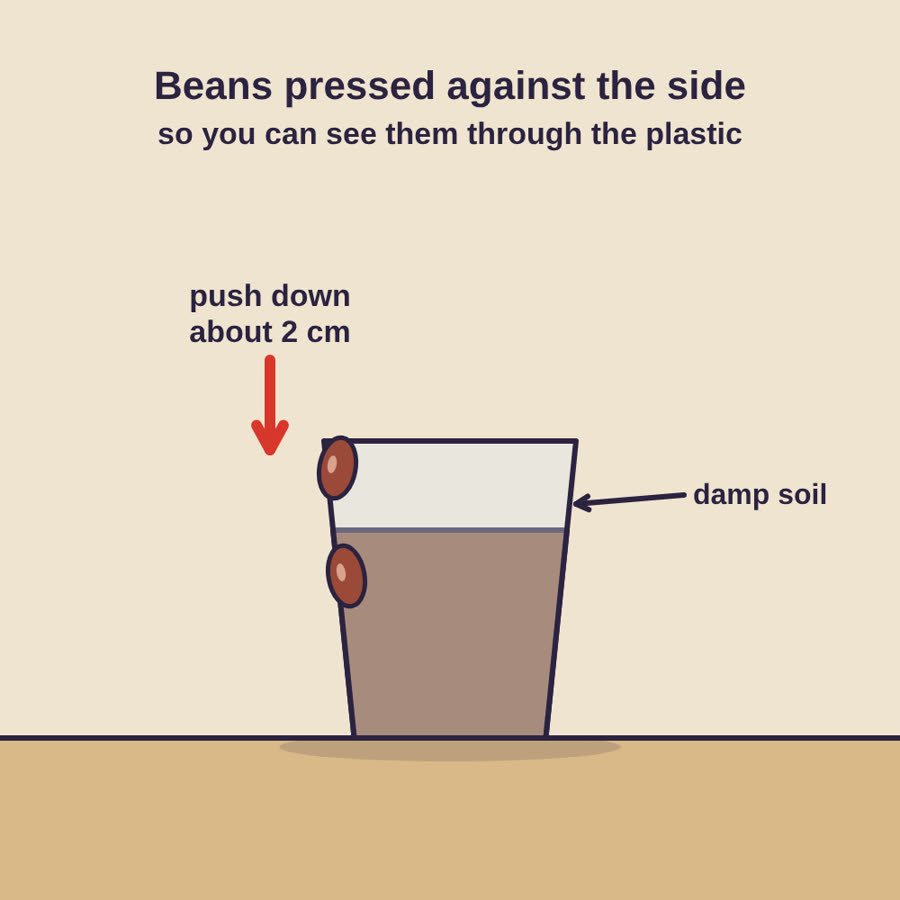 Beans pressed against the side
so you can see them through the plastic
push down
about 2 cm
damp soil